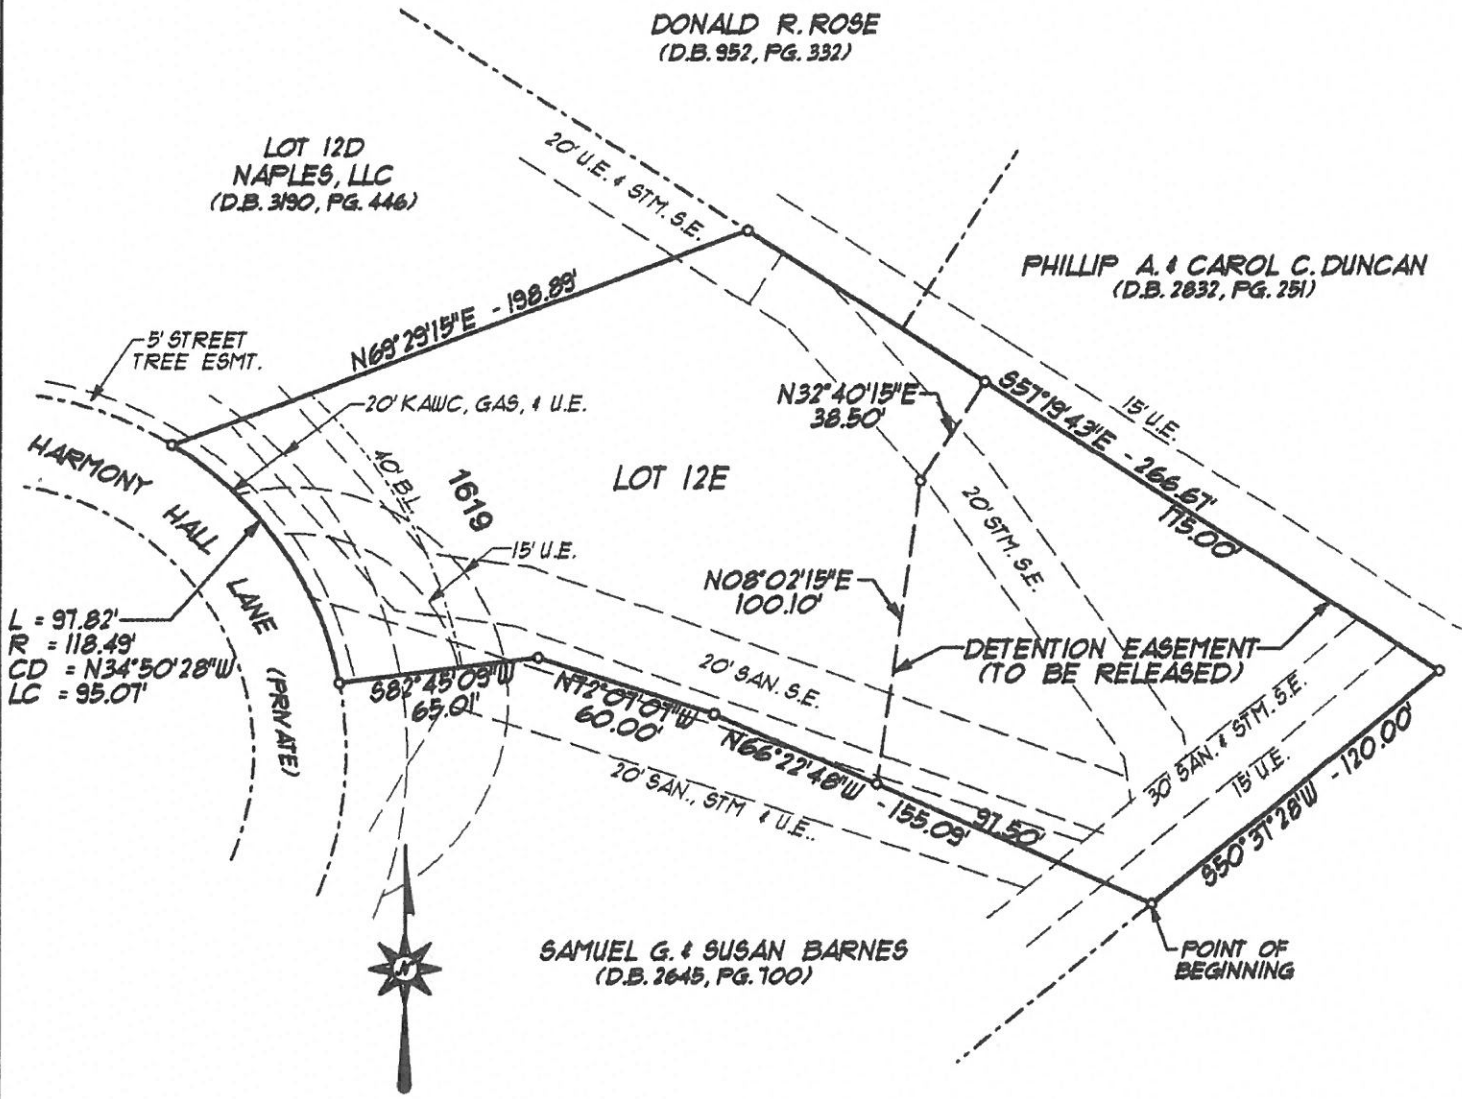 DONALD R. ROSE
(D.B. 952, PG. 332)
LOT 12D
NAPLES, LLC
(D.B. 3190, PG. 446)
20' U.E. & STM. S.E.
PHILLIP A. & CAROL C. DUNCAN
(D.B. 2832, PG. 251)
N69°29'15"E - 198.89'
5' STREET
TREE ESMT.
20' KAWC, GAS, & U.E.
N32°40'15"E
38.50'
S57°19'43"E - 266.67'
175.00'
15' U.E.
HARMONY HALL LANE (PRIVATE)
40' B.L.
1619
LOT 12E
20' STM. S.E.
15' U.E.
N08°02'15"E
100.10'
L = 97.82'
R = 118.49'
CD = N34°50'28"W
LC = 95.07'
DETENTION EASEMENT
(TO BE RELEASED)
S82°45'09"W
65.01'
N72°07'07"W
60.00'
20' SAN. S.E.
N66°22'48"W - 155.09'
97.50'
20' SAN., STM & U.E..
30' SAN. & STM. S.E.
15' U.E.
S50°37'28"W - 120.00'
N
SAMUEL G. & SUSAN BARNES
(D.B. 2645, PG. 700)
POINT OF
BEGINNING